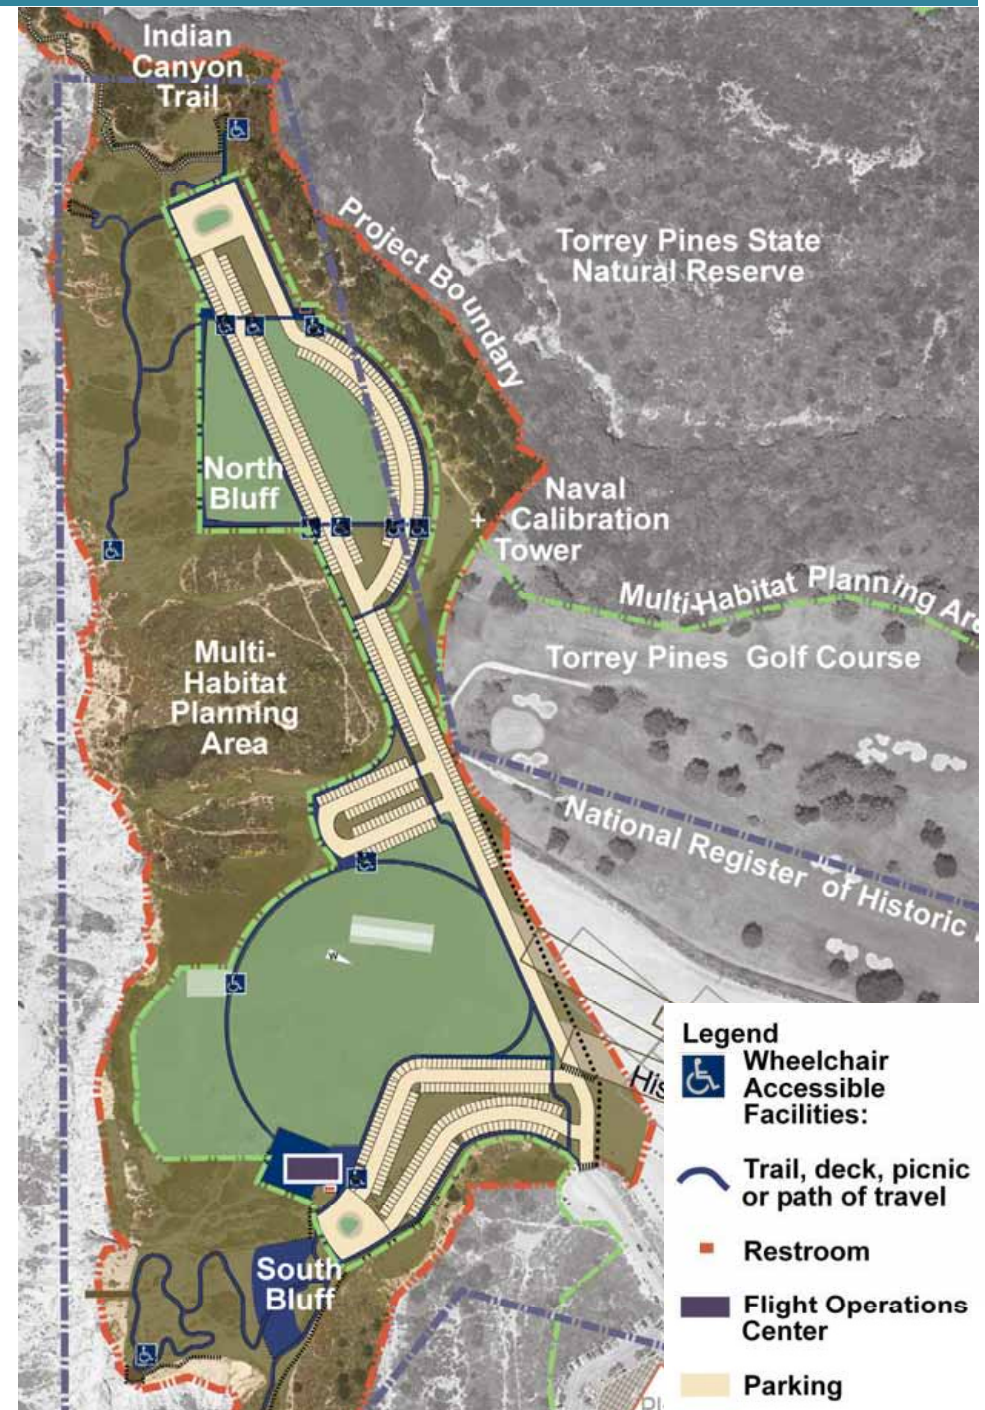 Indian
Canyon
Trail
Project Boundary
Torrey Pines State
Natural Reserve
North
Bluff
Naval
Calibration
Tower
Multi-Habitat Planning Are
Torrey Pines Golf Course
Multi-
Habitat
Planning
Area
National Register of Historic
W
His
South
Bluff
Legend
Wheelchair
Accessible
Facilities:
Trail, deck, picnic
or path of travel
Restroom
Flight Operations
Center
Parking